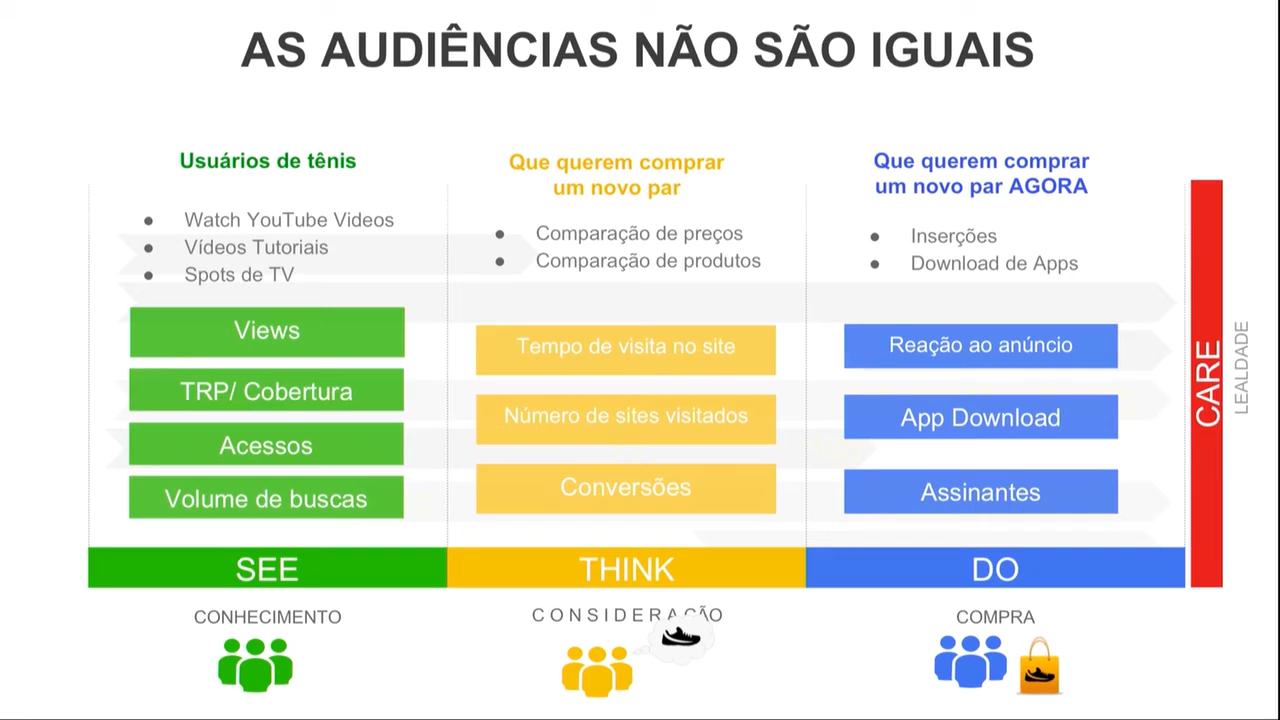 AS AUDIÊNCIAS NÃO SÃO IGUAIS
Usuários de tênis
● Watch YouTube Videos
● Vídeos Tutoriais
● Spots de TV
Views
TRP/ Cobertura
Acessos
Volume de buscas
SEE
CONHECIMENTO
Que querem comprar
um novo par
● Comparação de preços
● Comparação de produtos
Tempo de visita no site
Número de sites visitados
Conversões
THINK
CONSIDERAÇÃO
Que querem comprar
um novo par AGORA
● Inserções
● Download de Apps
Reação ao anúncio
App Download
Assinantes
DO
COMPRA
CARE
LEALDADE